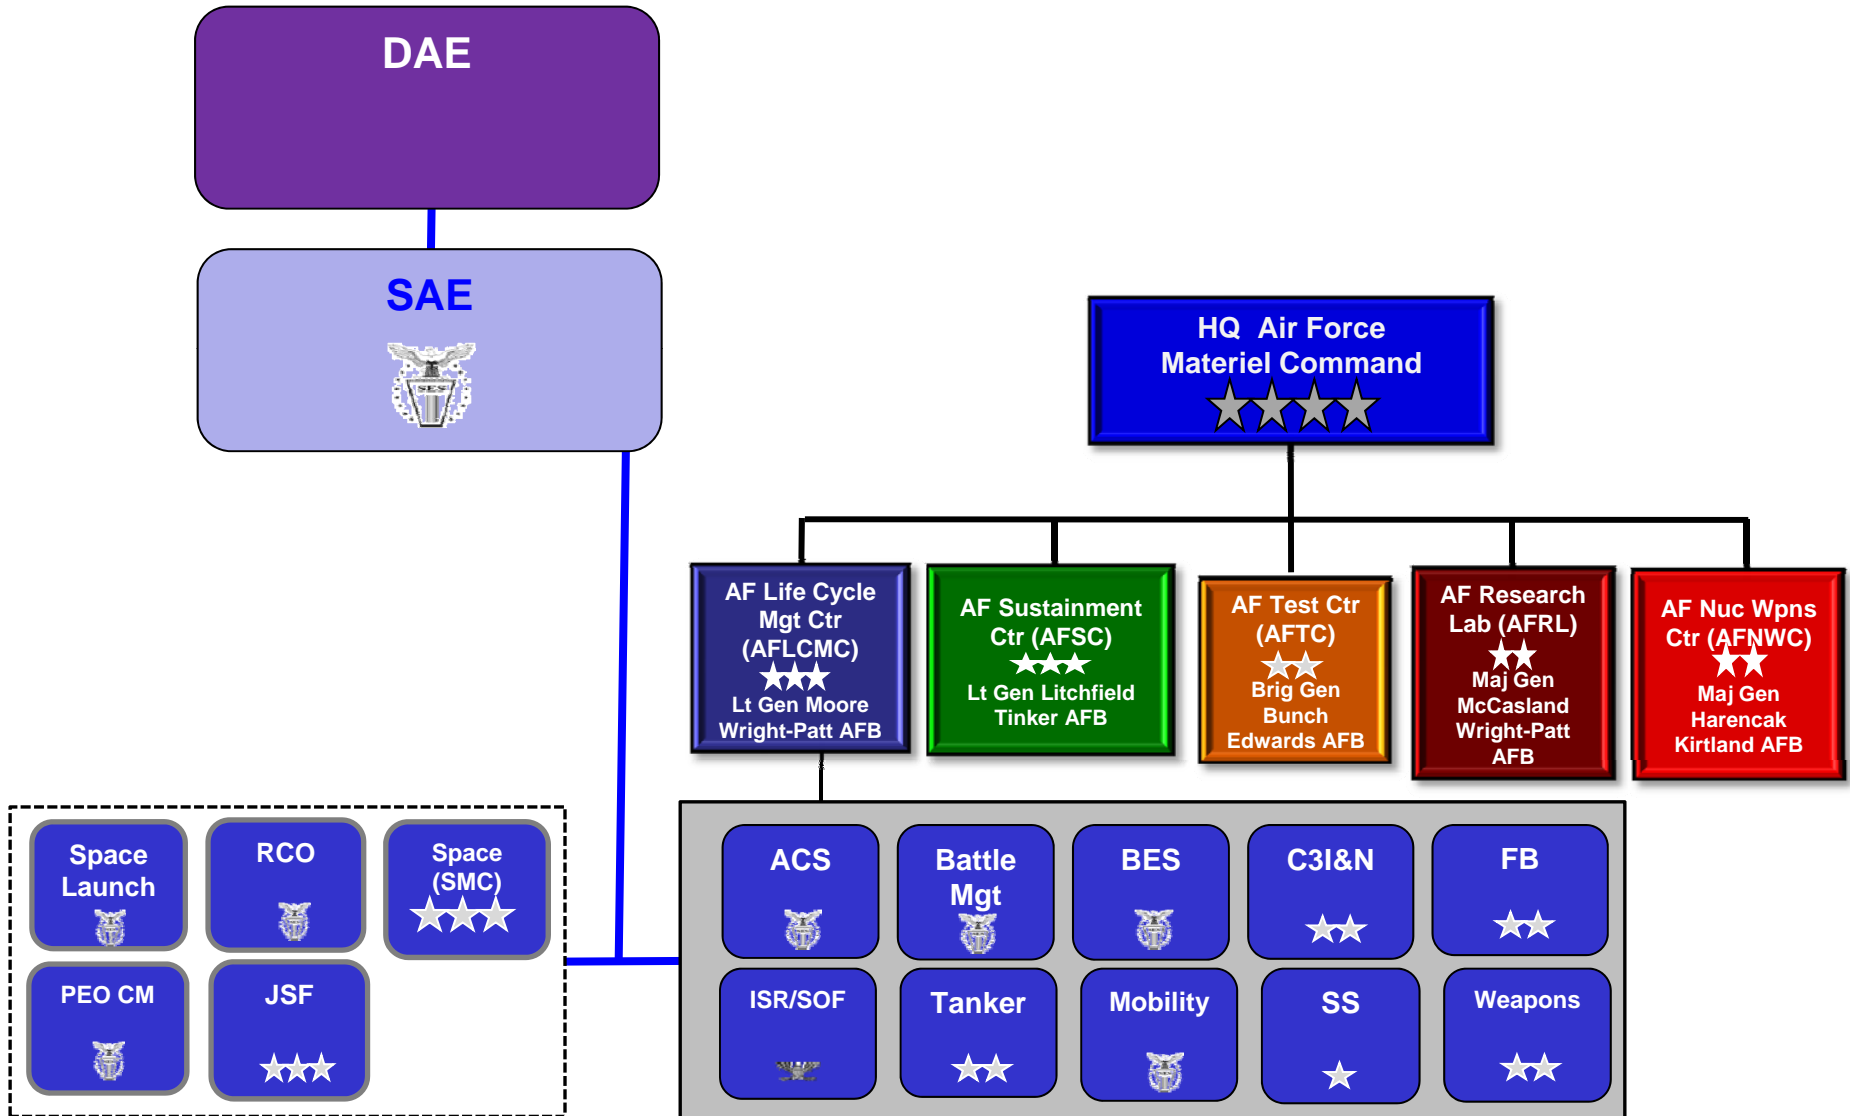 DAE
SAE
SES
HQ Air Force
Materiel Command
AF Life Cycle
Mgt Ctr
(AFLCMC)
Lt Gen Moore
Wright-Patt AFB
AF Sustainment
Ctr (AFSC)
Lt Gen Litchfield
Tinker AFB
AF Test Ctr
(AFTC)
Brig Gen
Bunch
Edwards AFB
AF Research
Lab (AFRL)
Maj Gen
McCasland
Wright-Patt
AFB
AF Nuc Wpns
Ctr (AFNWC)
Maj Gen
Harencak
Kirtland AFB
Space
Launch
RCO
Space
(SMC)
PEO CM
JSF
ACS
Battle
Mgt
BES
C3I&N
FB
ISR/SOF
Tanker
Mobility
SS
Weapons